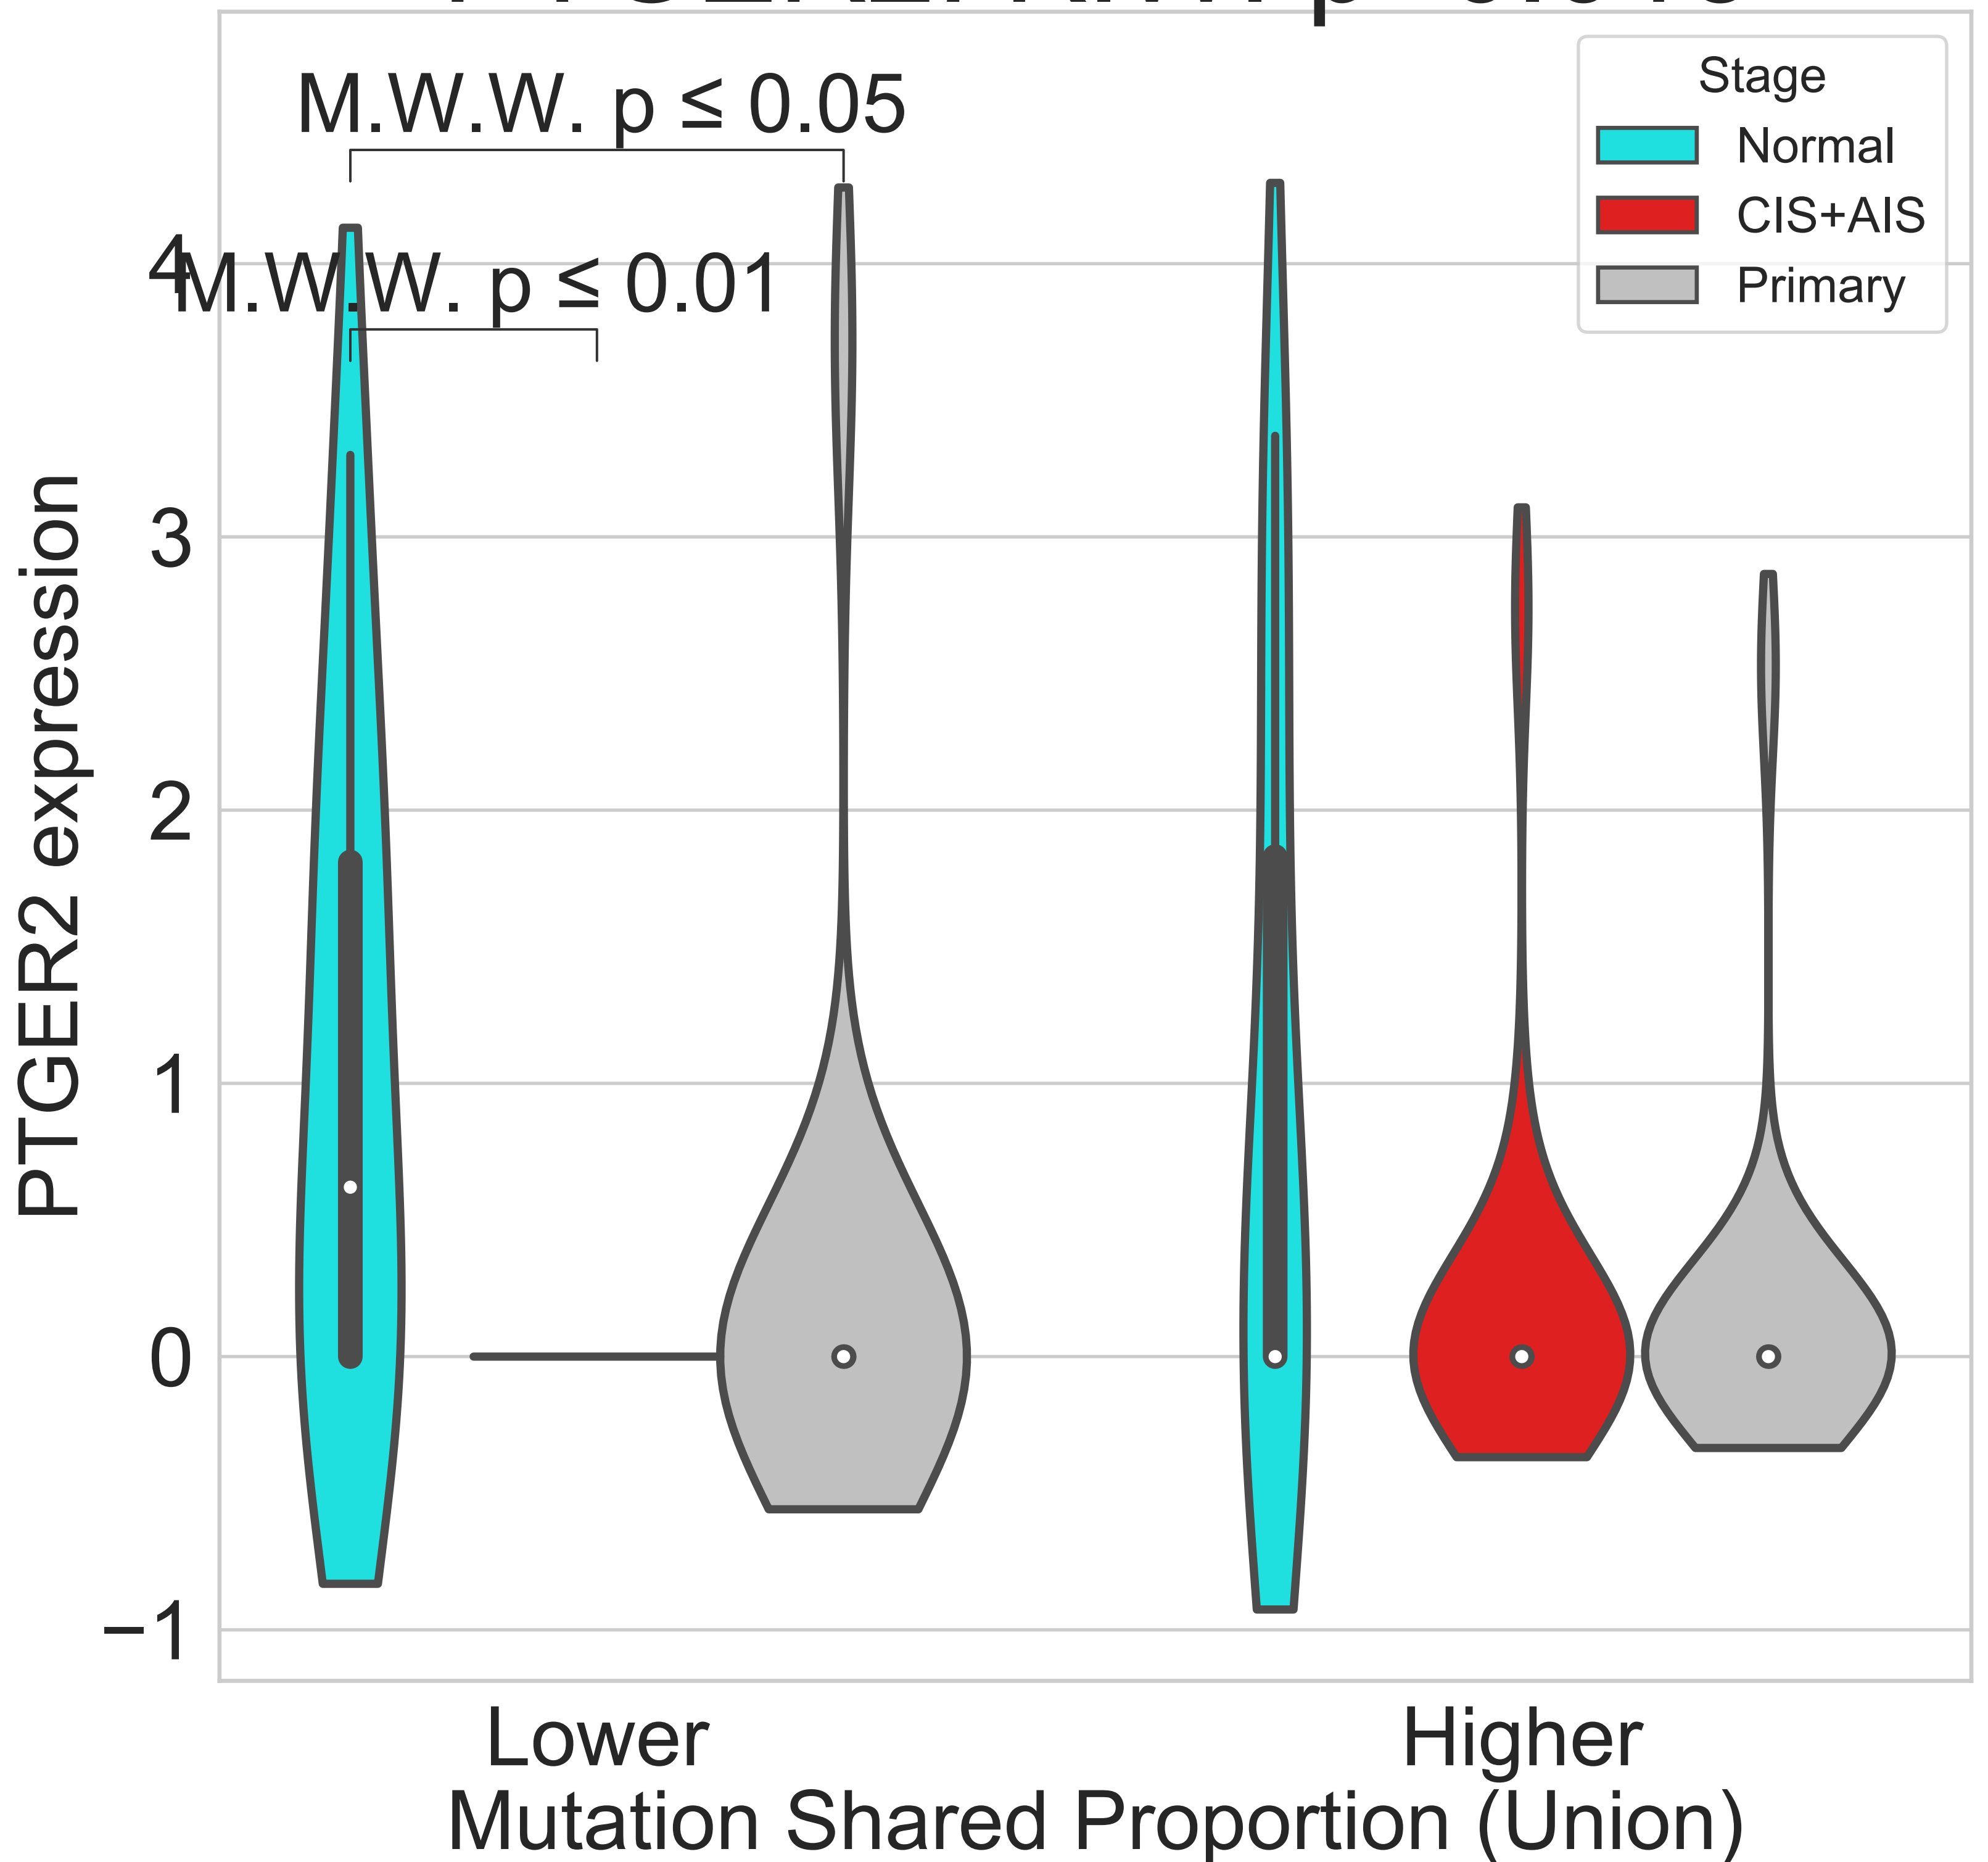 M.W.W. p ≤ 0.05
M.W.W. p ≤ 0.01
Stage
Normal
CIS+AIS
Primary
PTGER2 expression
4
3
2
1
0
−1
Lower
Higher
Mutation Shared Proportion (Union)